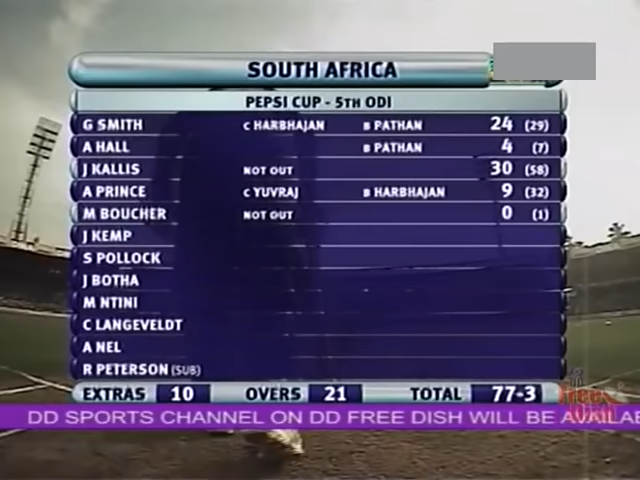 SOUTH AFRICA
PEPSI CUP - 5TH ODI
G SMITH C HARBHAJAN B PATHAN 24 (29)
A HALL B PATHAN 4 (7)
J KALLIS NOT OUT 30 (58)
A PRINCE C YUVRAJ B HARBHAJAN 9 (32)
M BOUCHER NOT OUT 0 (1)
J KEMP
S POLLOCK
J BOTHA
M NTINI
C LANGEVELDT
A NEL
R PETERSON (SUB)
EXTRAS 10 OVERS 21 TOTAL 77-3
DD SPORTS CHANNEL ON DD FREE DISH WILL BE AVAILAB